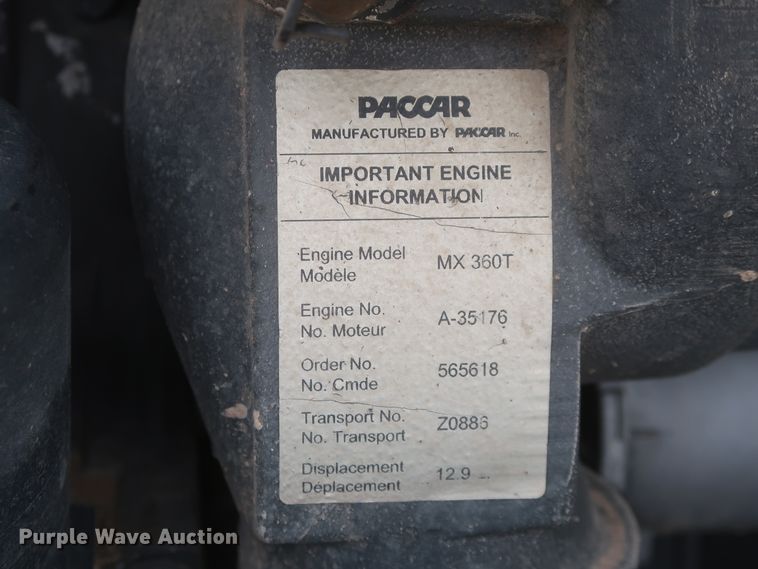 PACCAR
MANUFACTURED BY PACCAR Inc.
IMPORTANT ENGINE
INFORMATION
Engine Model MX 360T
Modèle
Engine No. A-35176
No. Moteur
Order No. 565618
No. Cmde
Transport No. Z0886
No. Transport
Displacement 12.9
Déplacement
Purple Wave Auction